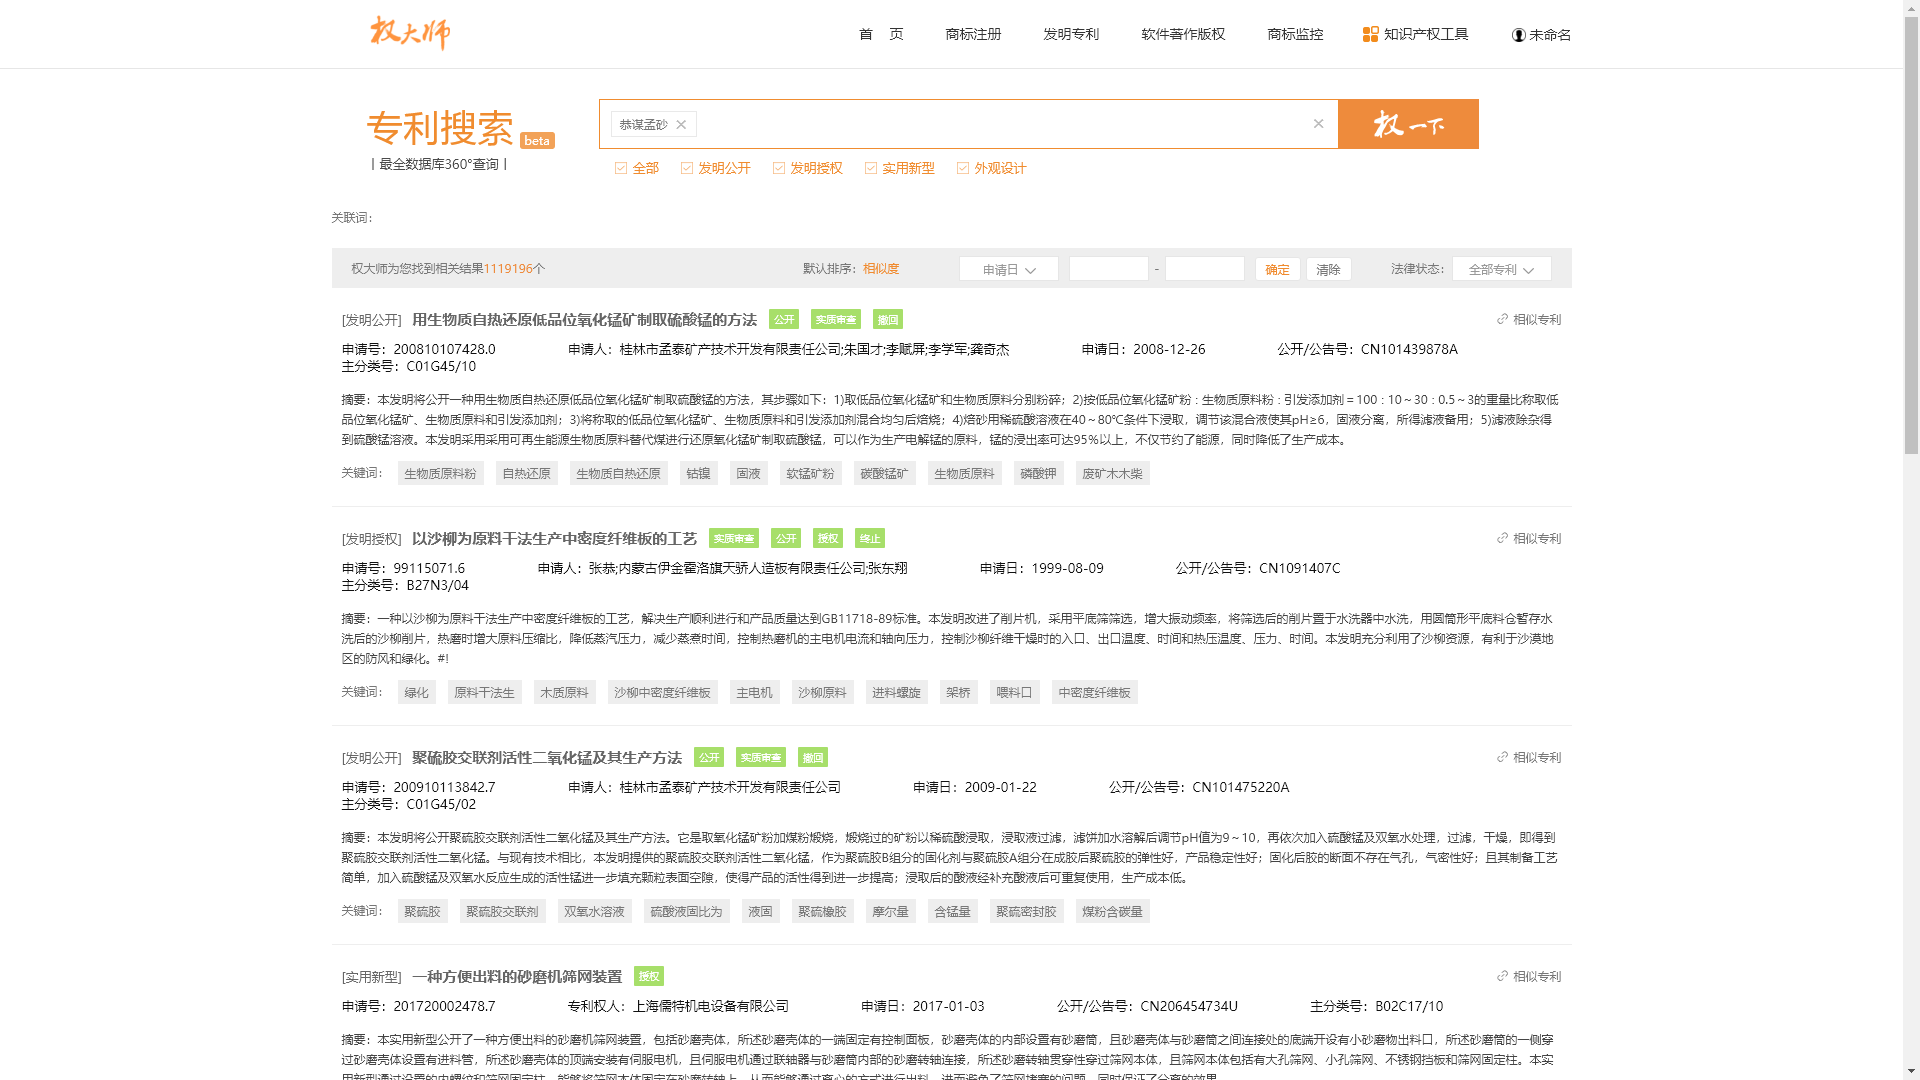 权大师
首 页 商标注册 发明专利 软件著作版权 商标监控 知识产权工具 未命名
专利搜索 beta
最全数据库360°查询
恭谋孟砂 权一下
全部 发明公开 发明授权 实用新型 外观设计
关联词：
权大师为您找到相关结果1119196个 默认排序：相似度 申请日 - 确定 清除 法律状态： 全部专利
[发明公开] 用生物质自热还原低品位氧化锰矿制取硫酸锰的方法 公开 实质审查 撤回 相似专利
申请号：200810107428.0 申请人：桂林市孟泰矿产技术开发有限责任公司;朱国才;李赋屏;李学军;龚奇杰 申请日：2008-12-26 公开/公告号：CN101439878A
主分类号：C01G45/10
摘要：本发明将公开一种用生物质自热还原低品位氧化锰矿制取硫酸锰的方法，其步骤如下：1)取低品位氧化锰矿和生物质原料分别粉碎；2)按低品位氧化锰矿粉 : 生物质原料粉 : 引发添加剂＝100 : 10～30 : 0.5～3的重量比称取低
品位氧化锰矿、生物质原料和引发添加剂；3)将称取的低品位氧化锰矿、生物质原料和引发添加剂混合均匀后焙烧；4)焙砂用稀硫酸溶液在40～80℃条件下浸取，调节该混合液使其pH≥6，固液分离，所得滤液备用；5)滤液除杂得
到硫酸锰溶液。本发明采用采用可再生能源生物质原料替代煤进行还原氧化锰矿制取硫酸锰，可以作为生产电解锰的原料，锰的浸出率可达95％以上，不仅节约了能源，同时降低了生产成本。
关键词： 生物质原料粉 自热还原 生物质自热还原 钴镍 固液 软锰矿粉 碳酸锰矿 生物质原料 磷酸钾 废矿木木柴
[发明授权] 以沙柳为原料干法生产中密度纤维板的工艺 实质审查 公开 授权 终止 相似专利
申请号：99115071.6 申请人：张恭;内蒙古伊金霍洛旗天骄人造板有限责任公司;张东翔 申请日：1999-08-09 公开/公告号：CN1091407C
主分类号：B27N3/04
摘要：一种以沙柳为原料干法生产中密度纤维板的工艺，解决生产顺利进行和产品质量达到GB11718-89标准。本发明改进了削片机，采用平底筛筛选，增大振动频率，将筛选后的削片置于水洗器中水洗，用圆筒形平底料仓暂存水
洗后的沙柳削片，热磨时增大原料压缩比，降低蒸汽压力，减少蒸煮时间，控制热磨机的主电机电流和轴向压力，控制沙柳纤维干燥时的入口、出口温度、时间和热压温度、压力、时间。本发明充分利用了沙柳资源，有利于沙漠地
区的防风和绿化。#!
关键词： 绿化 原料干法生 木质原料 沙柳中密度纤维板 主电机 沙柳原料 进料螺旋 架桥 喂料口 中密度纤维板
[发明公开] 聚硫胶交联剂活性二氧化锰及其生产方法 公开 实质审查 撤回 相似专利
申请号：200910113842.7 申请人：桂林市孟泰矿产技术开发有限责任公司 申请日：2009-01-22 公开/公告号：CN101475220A
主分类号：C01G45/02
摘要：本发明将公开聚硫胶交联剂活性二氧化锰及其生产方法。它是取氧化锰矿粉加煤粉煅烧，煅烧过的矿粉以稀硫酸浸取，浸取液过滤，滤饼加水溶解后调节pH值为9～10，再依次加入硫酸锰及双氧水处理，过滤，干燥，即得到
聚硫胶交联剂活性二氧化锰。与现有技术相比，本发明提供的聚硫胶交联剂活性二氧化锰，作为聚硫胶B组分的固化剂与聚硫胶A组分在成胶后聚硫胶的弹性好，产品稳定性好；固化后胶的断面不存在气孔，气密性好；且其制备工艺
简单，加入硫酸锰及双氧水反应生成的活性锰进一步填充颗粒表面空隙，使得产品的活性得到进一步提高；浸取后的酸液经补充酸液后可重复使用，生产成本低。
关键词： 聚硫胶 聚硫胶交联剂 双氧水溶液 硫酸液固比为 液固 聚硫橡胶 摩尔量 含锰量 聚硫密封胶 煤粉含碳量
[实用新型] 一种方便出料的砂磨机筛网装置 授权 相似专利
申请号：201720002478.7 专利权人：上海儒特机电设备有限公司 申请日：2017-01-03 公开/公告号：CN206454734U 主分类号：B02C17/10
摘要：本实用新型公开了一种方便出料的砂磨机筛网装置，包括砂磨壳体，所述砂磨壳体的一端固定有控制面板，砂磨壳体的内部设置有砂磨筒，且砂磨壳体与砂磨筒之间连接处的底端开设有小砂磨物出料口，所述砂磨筒的一侧穿
过砂磨壳体设置有进料管，所述砂磨壳体的顶端安装有伺服电机，且伺服电机通过联轴器与砂磨筒内部的砂磨转轴连接，所述砂磨转轴贯穿性穿过筛网本体，且筛网本体包括有大孔筛网、小孔筛网、不锈钢挡板和筛网固定柱。本实
用新型通过设置的内螺纹和筛网固定柱，能够将筛网本体固定在砂磨转轴上，从而能够通过离心的方式进行出料，进而避免了筛网堵塞的问题，同时保证了分离的效果